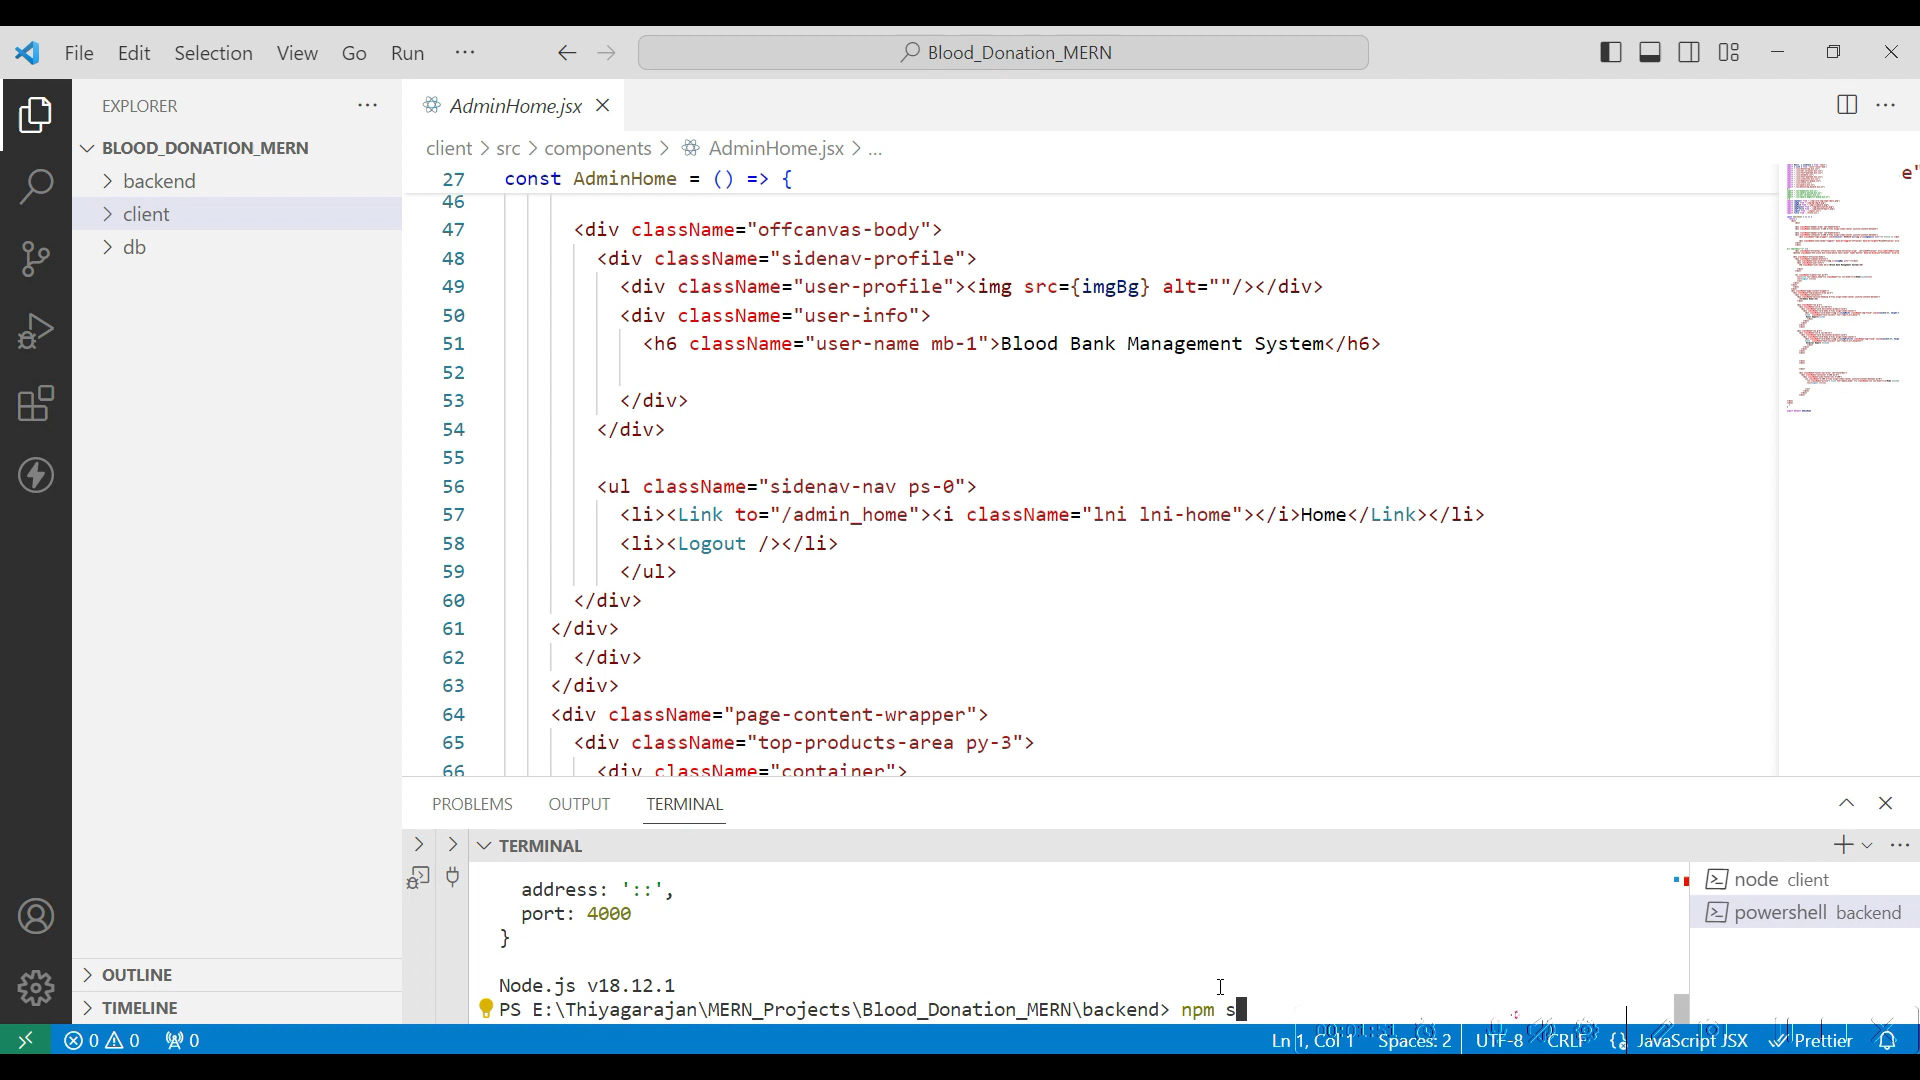 File Edit Selection View Go Run ···
Blood_Donation_MERN
EXPLORER
BLOOD_DONATION_MERN
backend
client
db
OUTLINE
TIMELINE
AdminHome.jsx
client > src > components > AdminHome.jsx > ...
27 const AdminHome = () => {
46
47 <div className="offcanvas-body">
48 <div className="sidenav-profile">
49 <div className="user-profile"><img src={imgBg} alt=""/></div>
50 <div className="user-info">
51 <h6 className="user-name mb-1">Blood Bank Management System</h6>
52
53 </div>
54 </div>
55
56 <ul className="sidenav-nav ps-0">
57 <li><Link to="/admin_home"><i className="lni lni-home"></i>Home</Link></li>
58 <li><Logout /></li>
59 </ul>
60 </div>
61 </div>
62 </div>
63 </div>
64 <div className="page-content-wrapper">
65 <div className="top-products-area py-3">
66 <div className="container">
e"
PROBLEMS OUTPUT TERMINAL
TERMINAL
address: '::',
port: 4000
}
Node.js v18.12.1
PS E:\Thiyagarajan\MERN_Projects\Blood_Donation_MERN\backend> npm s
node client
powershell backend
0 0 0
Ln 1, Col 1 Spaces: 2 UTF-8 CRLF JavaScript JSX Prettier